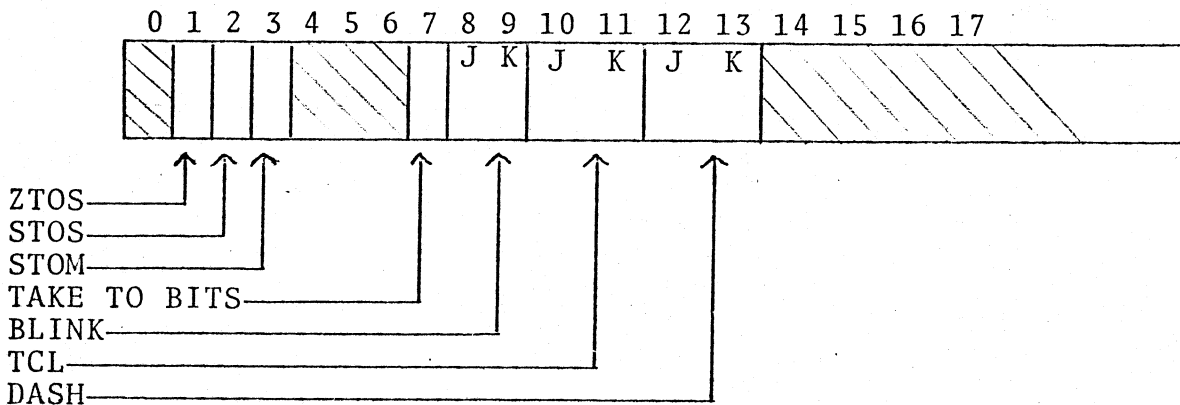 0 1 2 3 4 5 6 7 8 9 10 11 12 13 14 15 16 17
J K J K J K
ZTOS
STOS
STOM
TAKE TO BITS
BLINK
TCL
DASH